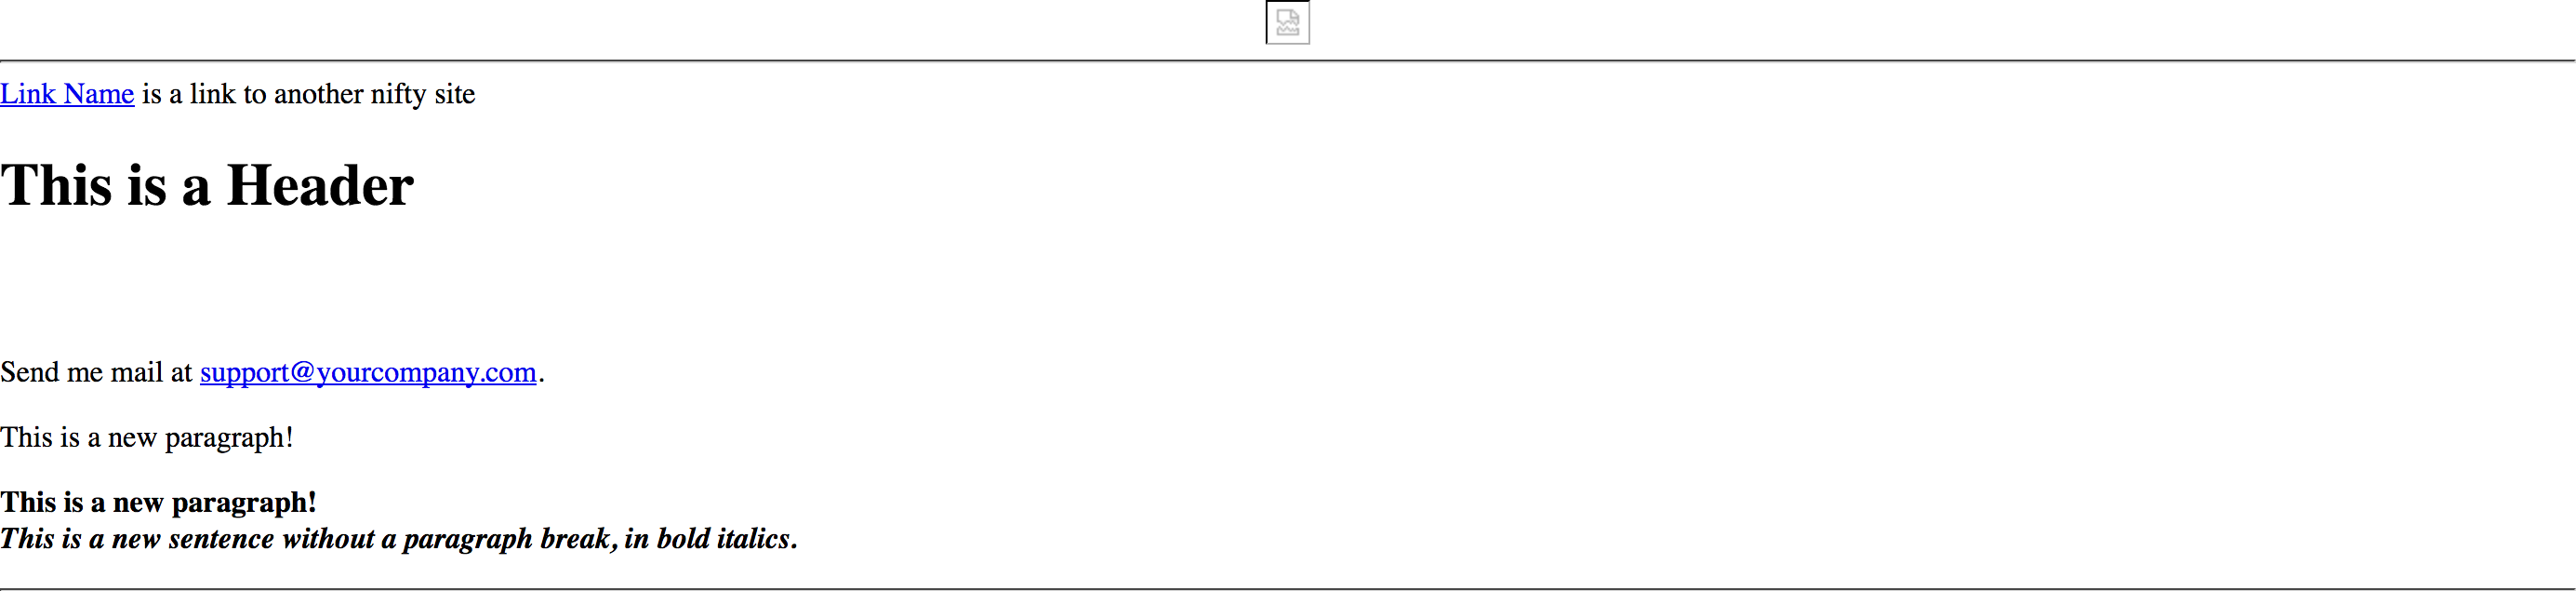 Link Name is a link to another nifty site
This is a Header
Send me mail at support@yourcompany.com.
This is a new paragraph!
This is a new paragraph!
This is a new sentence without a paragraph break, in bold italics.